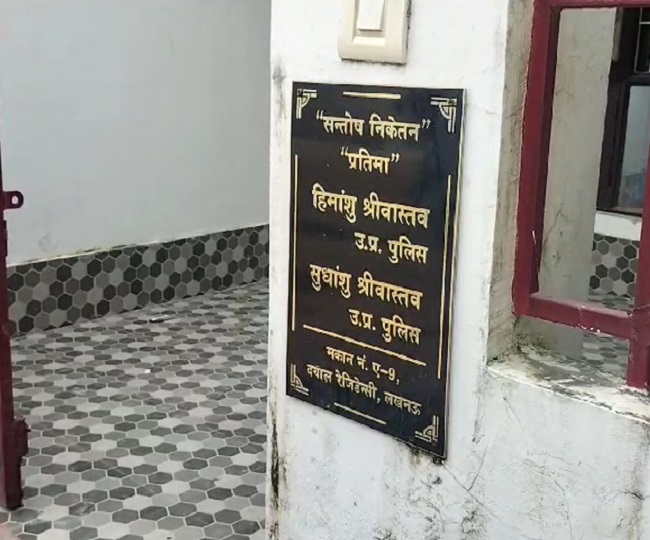 “सन्तोष निकेतन”
“प्रतिमा”
हिमांशु श्रीवास्तव
उ.प्र. पुलिस
सुधांशु श्रीवास्तव
उ.प्र. पुलिस
मकान नं. ए-9,
दयाल रेजिडेन्सी, लखनऊ